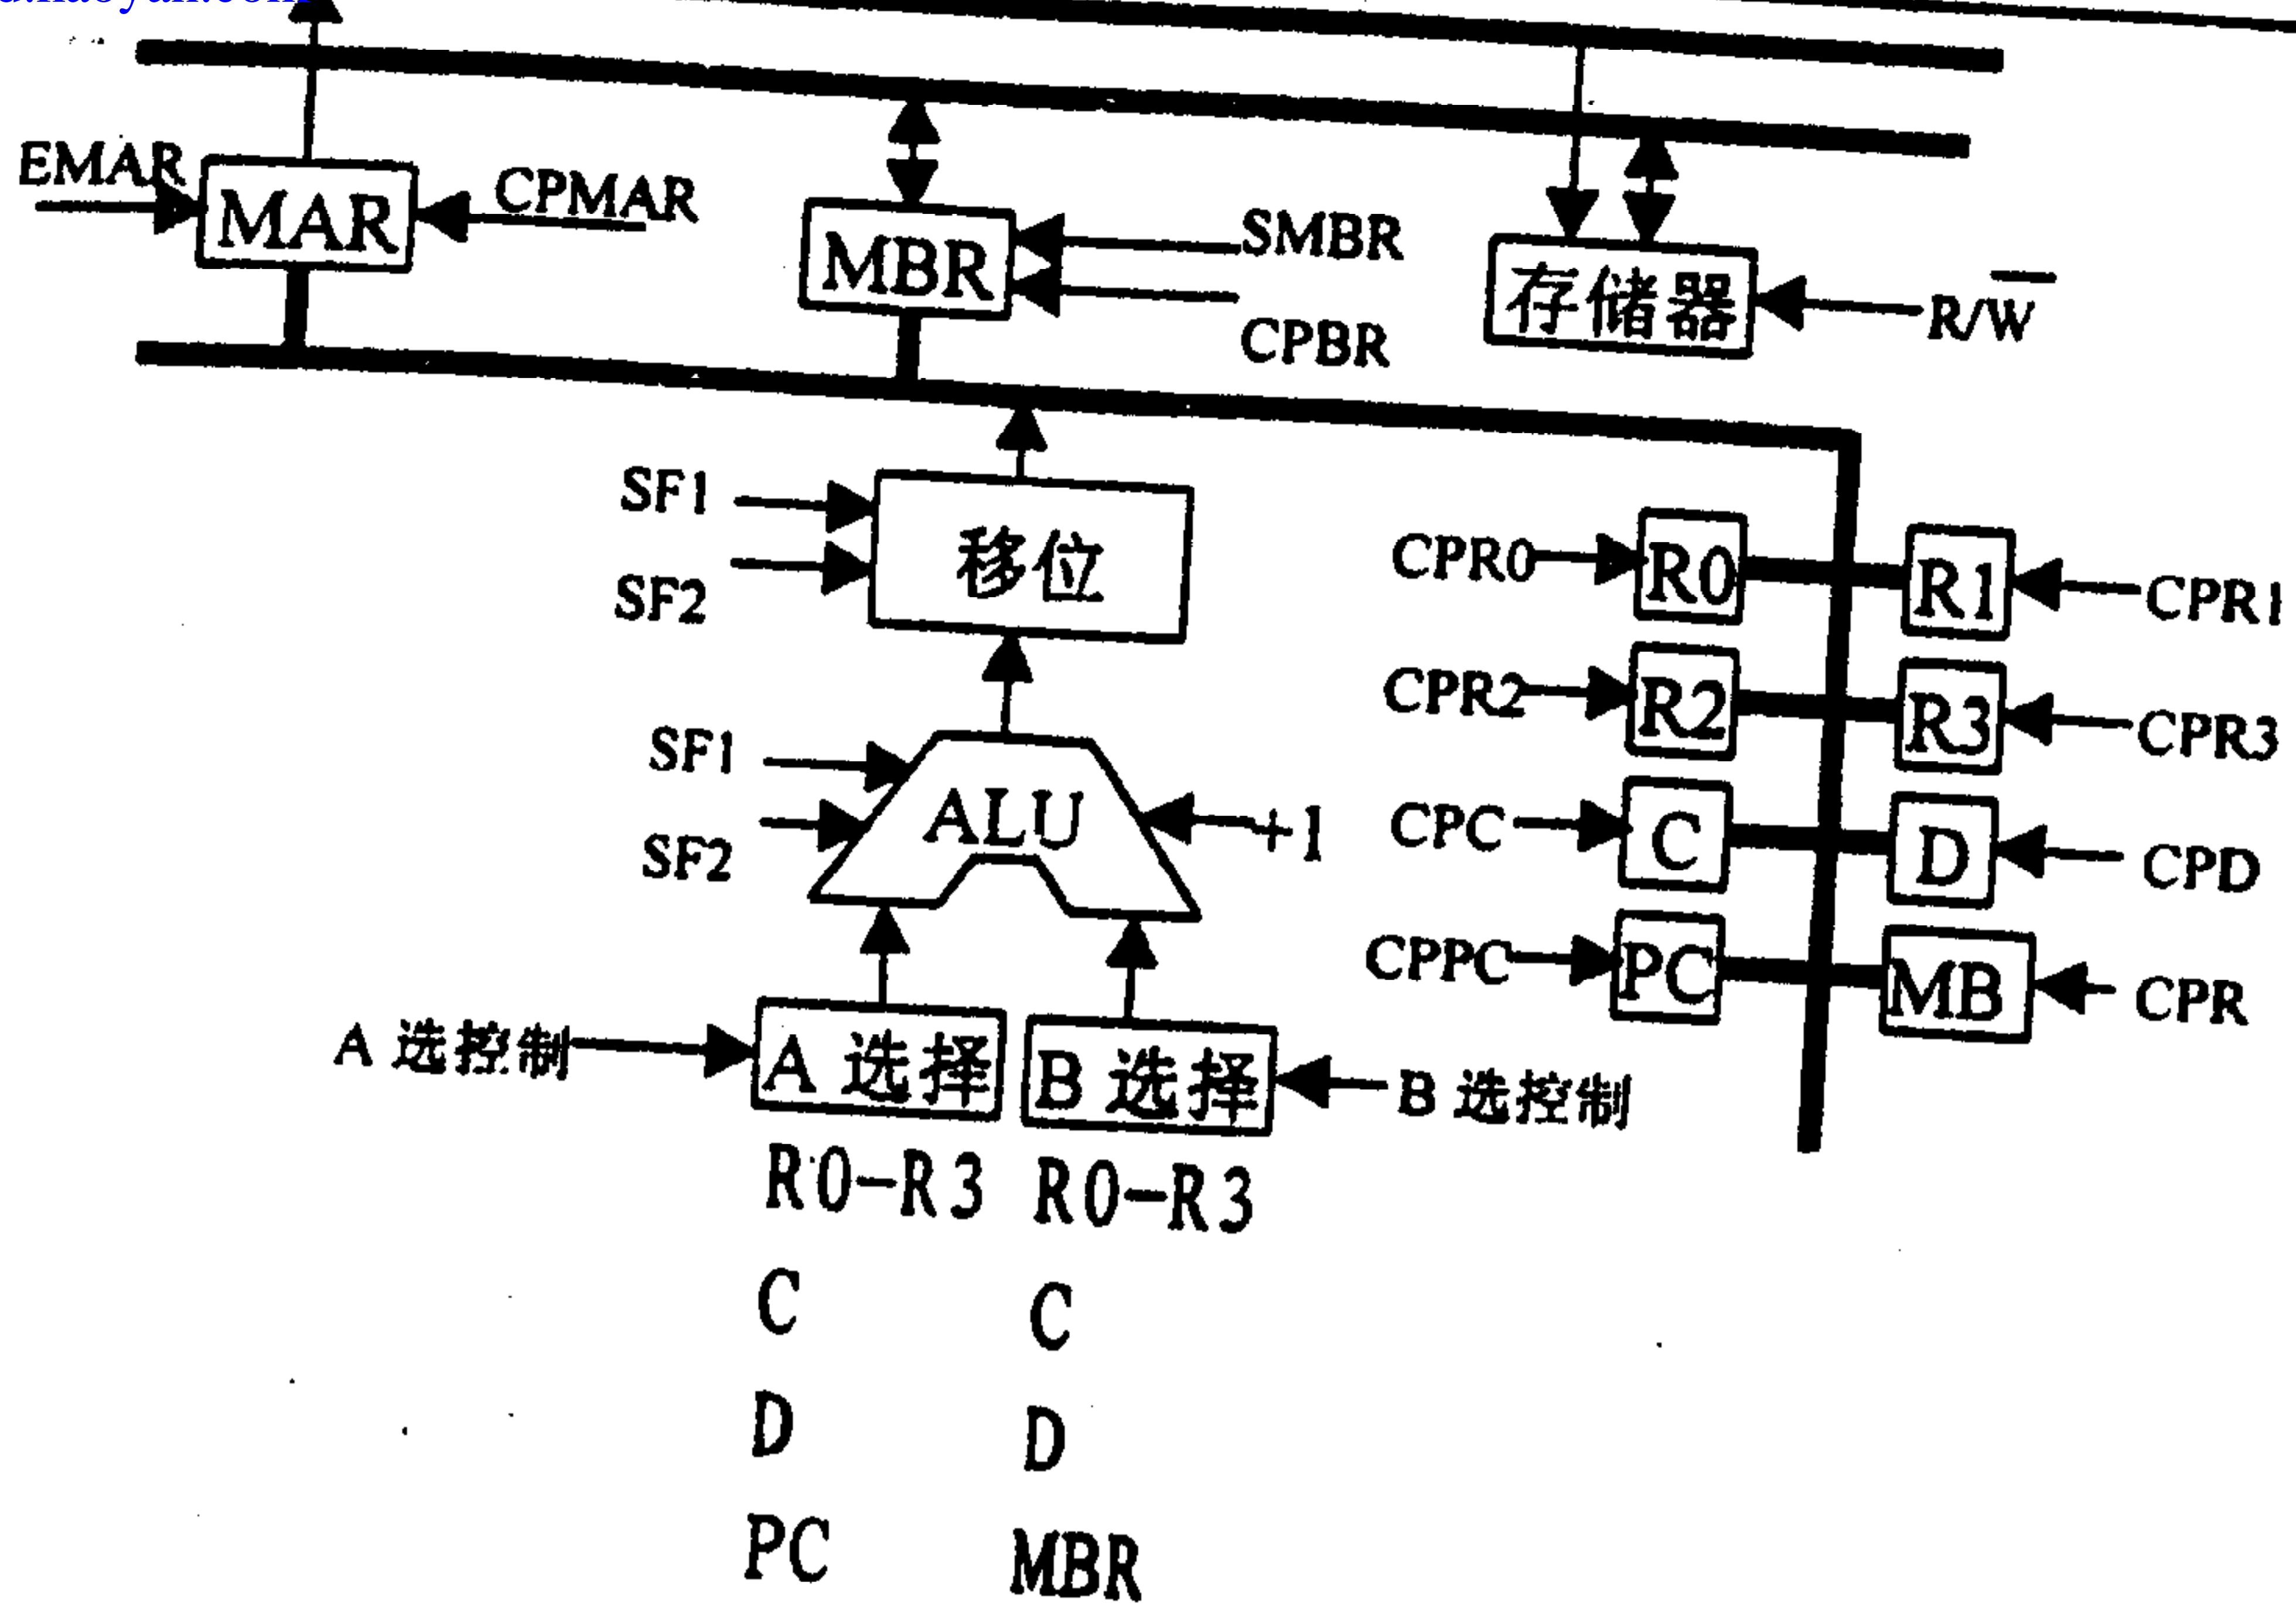 EMAR
MAR
CPMAR
MBR
SMBR
CPBR
存储器
R/W
SF1
SF2
移位
CPR0
R0
R1
CPR1
CPR2
R2
R3
CPR3
SF1
SF2
ALU
+1
CPC
C
D
CPD
CPPC
PC
MB
CPR
A 选控制
A 选择
B 选择
B 选控制
R0-R3 R0-R3
C C
D D
PC MBR